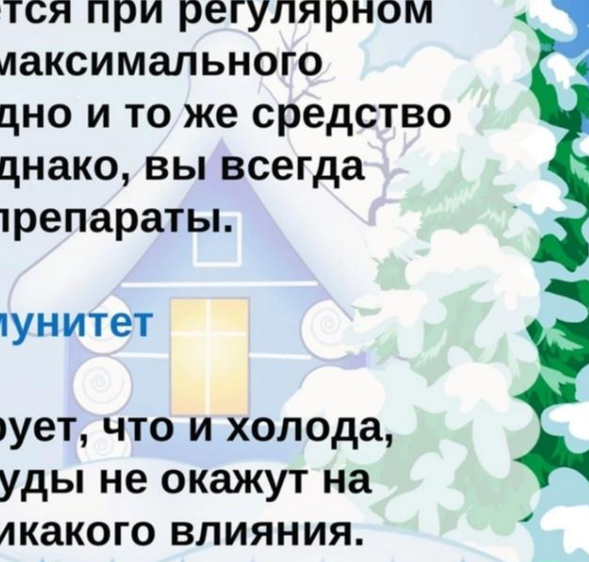 ется при регулярном
максимального
дно и то же средство
днако, вы всегда
препараты.
мунитет
рует, что и холода,
уды не окажут на
икакого влияния.